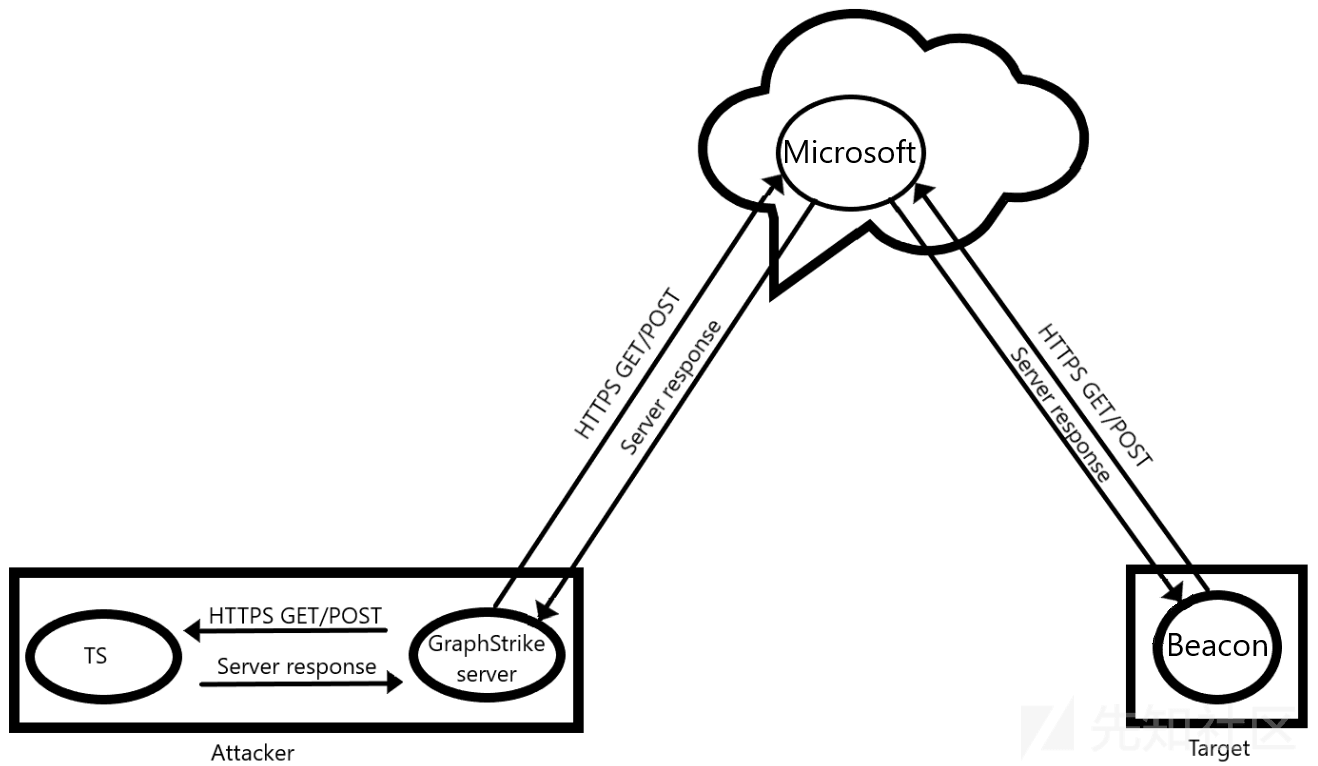 Microsoft
HTTPS GET/POST
Server response
Server response
HTTPS GET/POST
HTTPS GET/POST
TS
Server response
GraphStrike
server
Beacon
Attacker
Target
先知社区